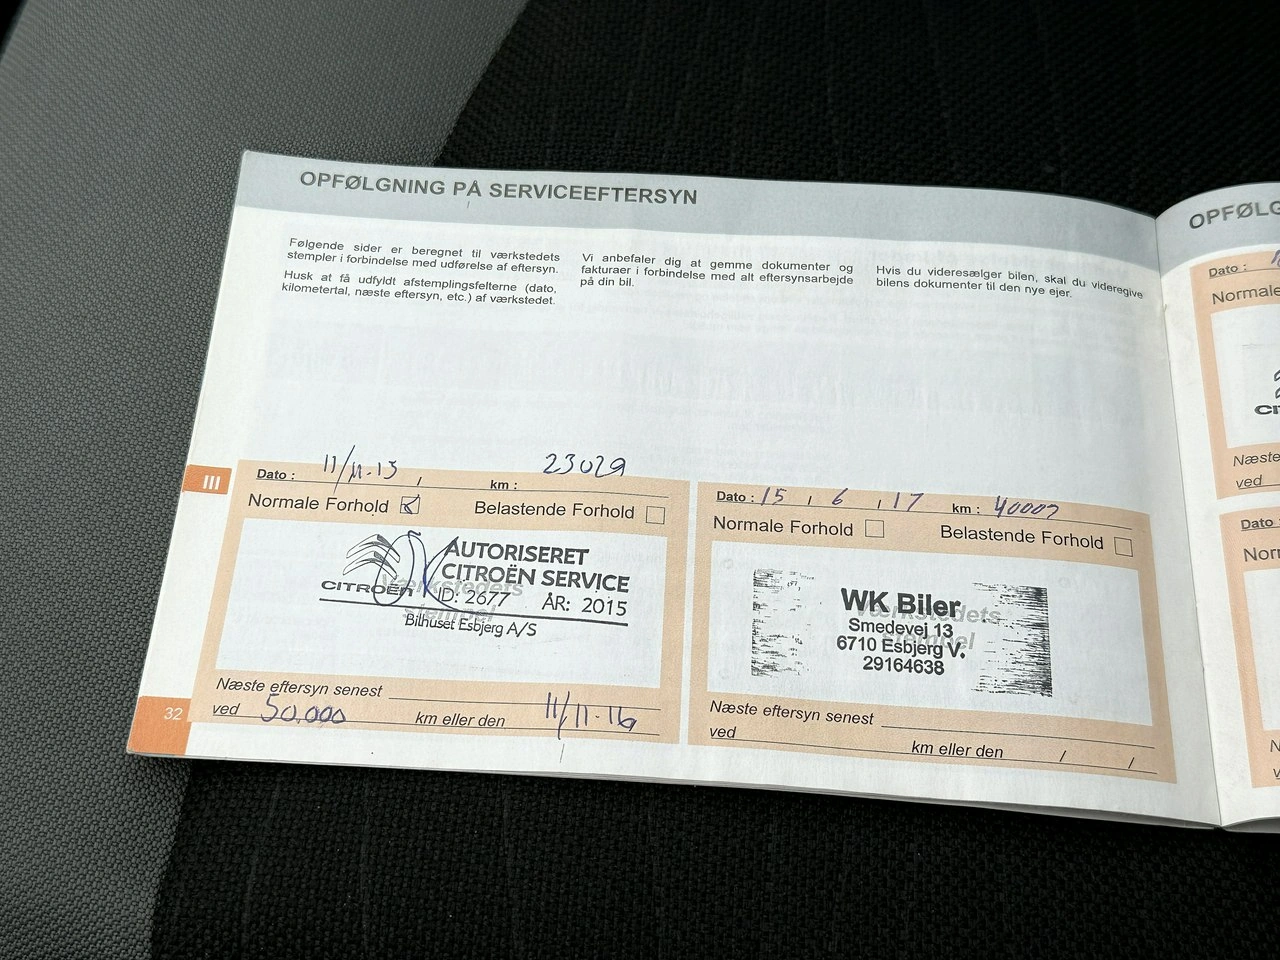 OPFØLGNING PÅ SERVICEEFTERSYN
Følgende sider er beregnet til værkstedets
stempler i forbindelse med udførelse af eftersyn.
Husk at få udfyldt afstemplingsfelterne (dato,
kilometertal, næste eftersyn, etc.) af værkstedet.
Vi anbefaler dig at gemme dokumenter og
fakturaer i forbindelse med alt eftersynsarbejde
på din bil.
Hvis du videresælger bilen, skal du videregive
bilens dokumenter til den nye ejer.
III
Dato : 11/11-15 , km : 23029
Normale Forhold Belastende Forhold
Værkstedets
stempel
CITROËN
AUTORISERET
CITROËN SERVICE
ID: 2677 ÅR: 2015
Bilhuset Esbjerg A/S
Næste eftersyn senest
ved 50.000 km eller den 11/11-16
Dato : 15 , 6 , 17 km : 40007
Normale Forhold Belastende Forhold
Værkstedets
stempel
WK Biler
Smedevej 13
6710 Esbjerg V.
29164638
Næste eftersyn senest
ved km eller den / /
32
OPFØLG
Dato :
Normale
CI
Næste
ved
Dato :
Nor
N
v